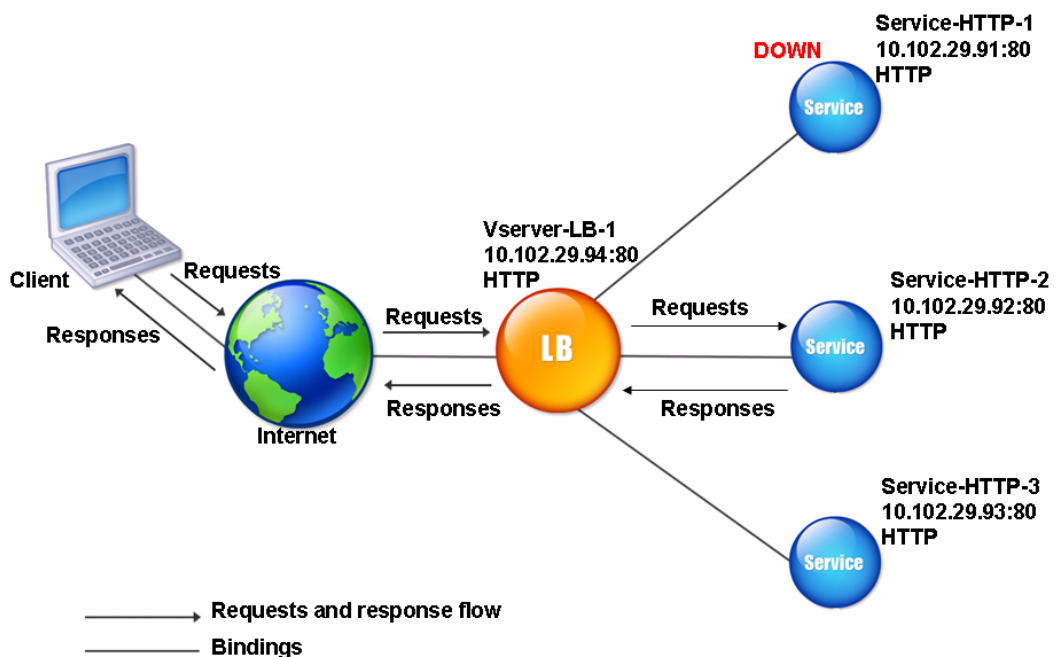 Service-HTTP-1
10.102.29.91:80
HTTP
DOWN
Service
Vserver-LB-1
10.102.29.94:80
HTTP
Client
Requests
Responses
Internet
Requests
Responses
LB
Requests
Responses
Service-HTTP-2
10.102.29.92:80
HTTP
Service
Service-HTTP-3
10.102.29.93:80
HTTP
Service
Requests and response flow
Bindings